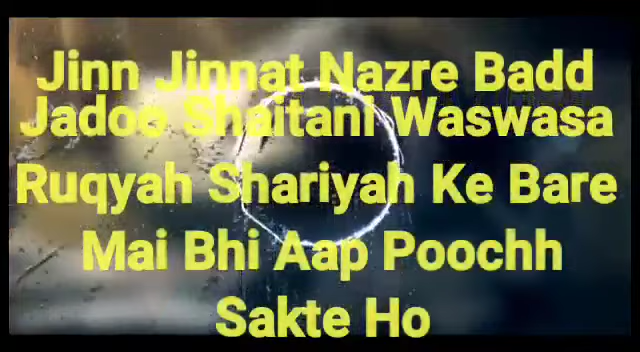 Jinn Jinnat Nazre Badd
Jadoo Shaitani Waswasa
Ruqyah Shariyah Ke Bare
Mai Bhi Aap Poochh
Sakte Ho